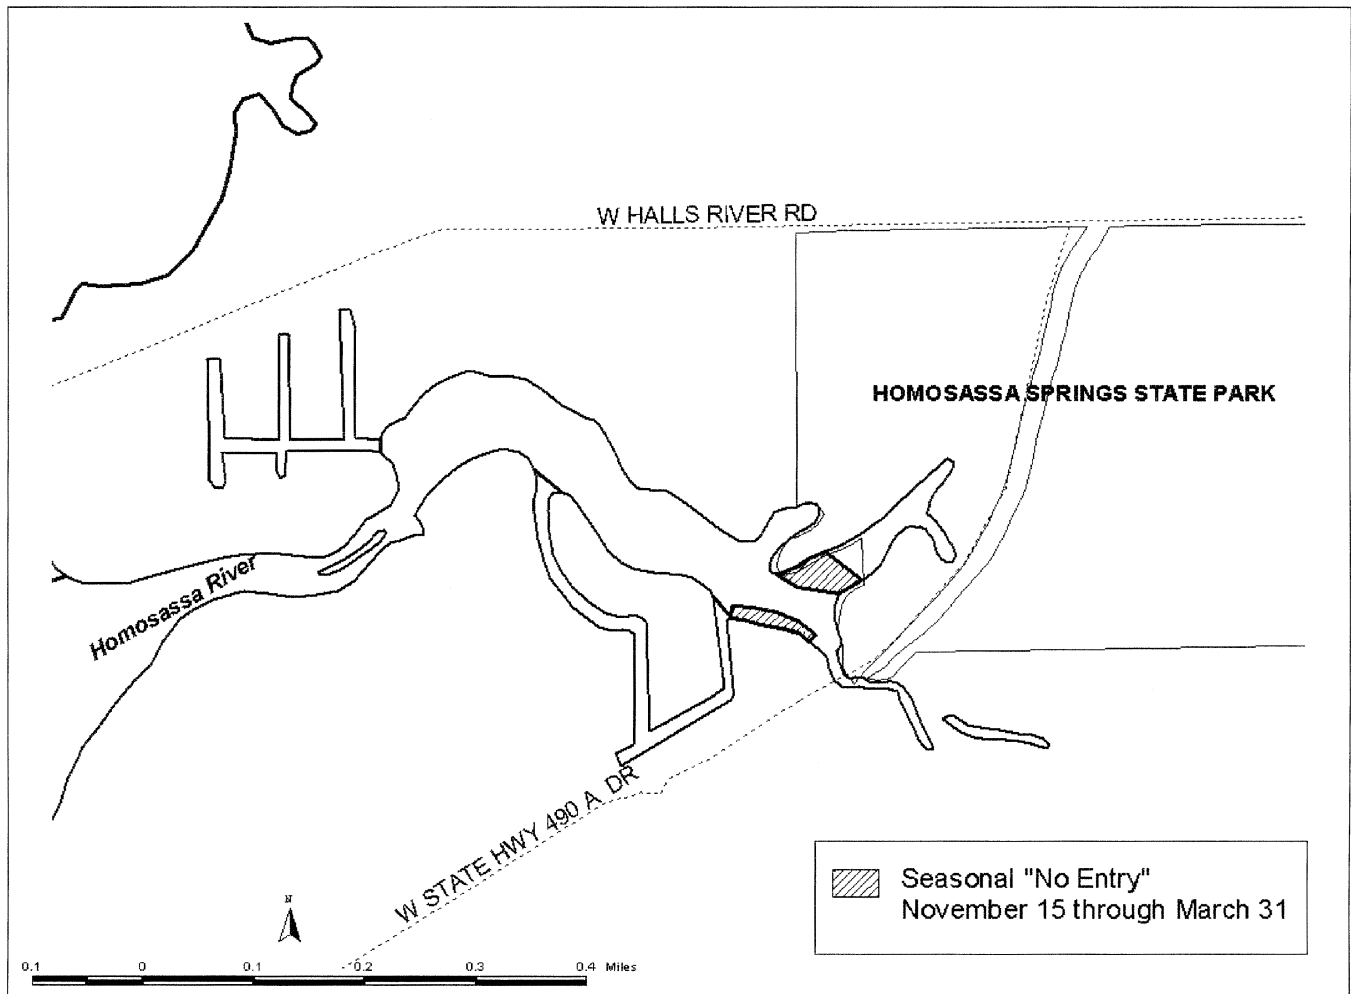 W HALLS RIVER RD
HOMOSASSA SPRINGS STATE PARK
Homosassa River
W STATE HWY 490 A DR
Seasonal "No Entry"
November 15 through March 31
N
0.1 0 0.1 0.2 0.3 0.4 Miles